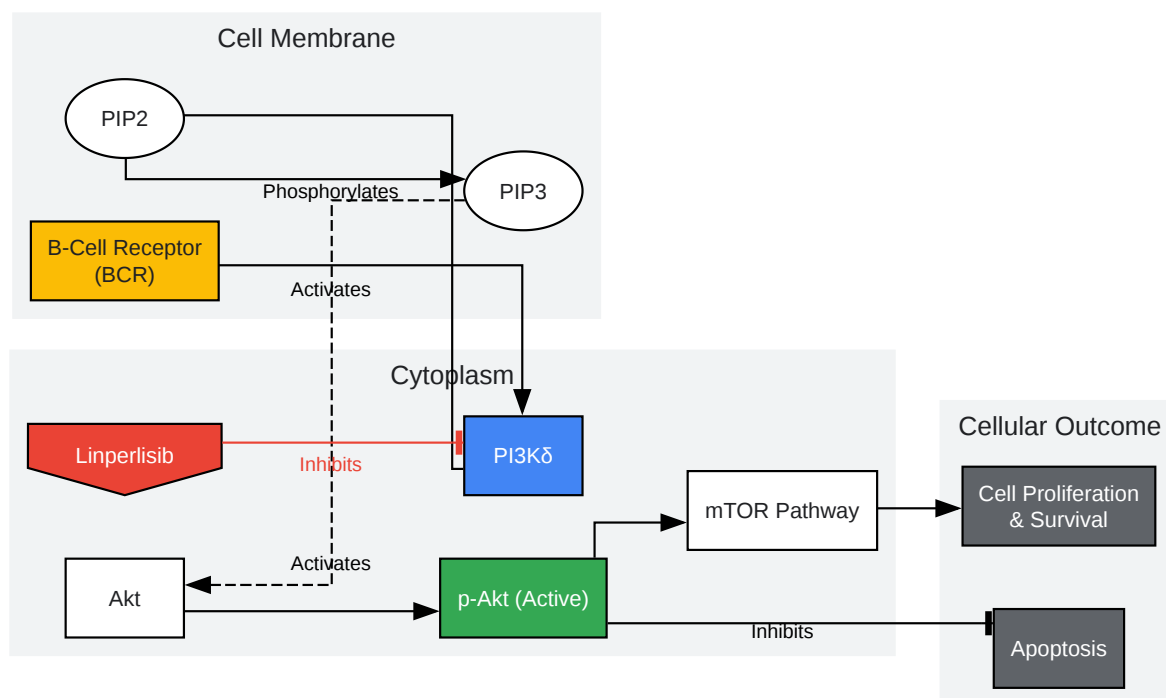 Cell Membrane
PIP2
PIP3
Phosphorylates
B-Cell Receptor
(BCR)
Activates
Cytoplasm
Linperlisib
Inhibits
PI3Kδ
Cellular Outcome
mTOR Pathway
Cell Proliferation
& Survival
Activates
Akt
p-Akt (Active)
Inhibits
Apoptosis